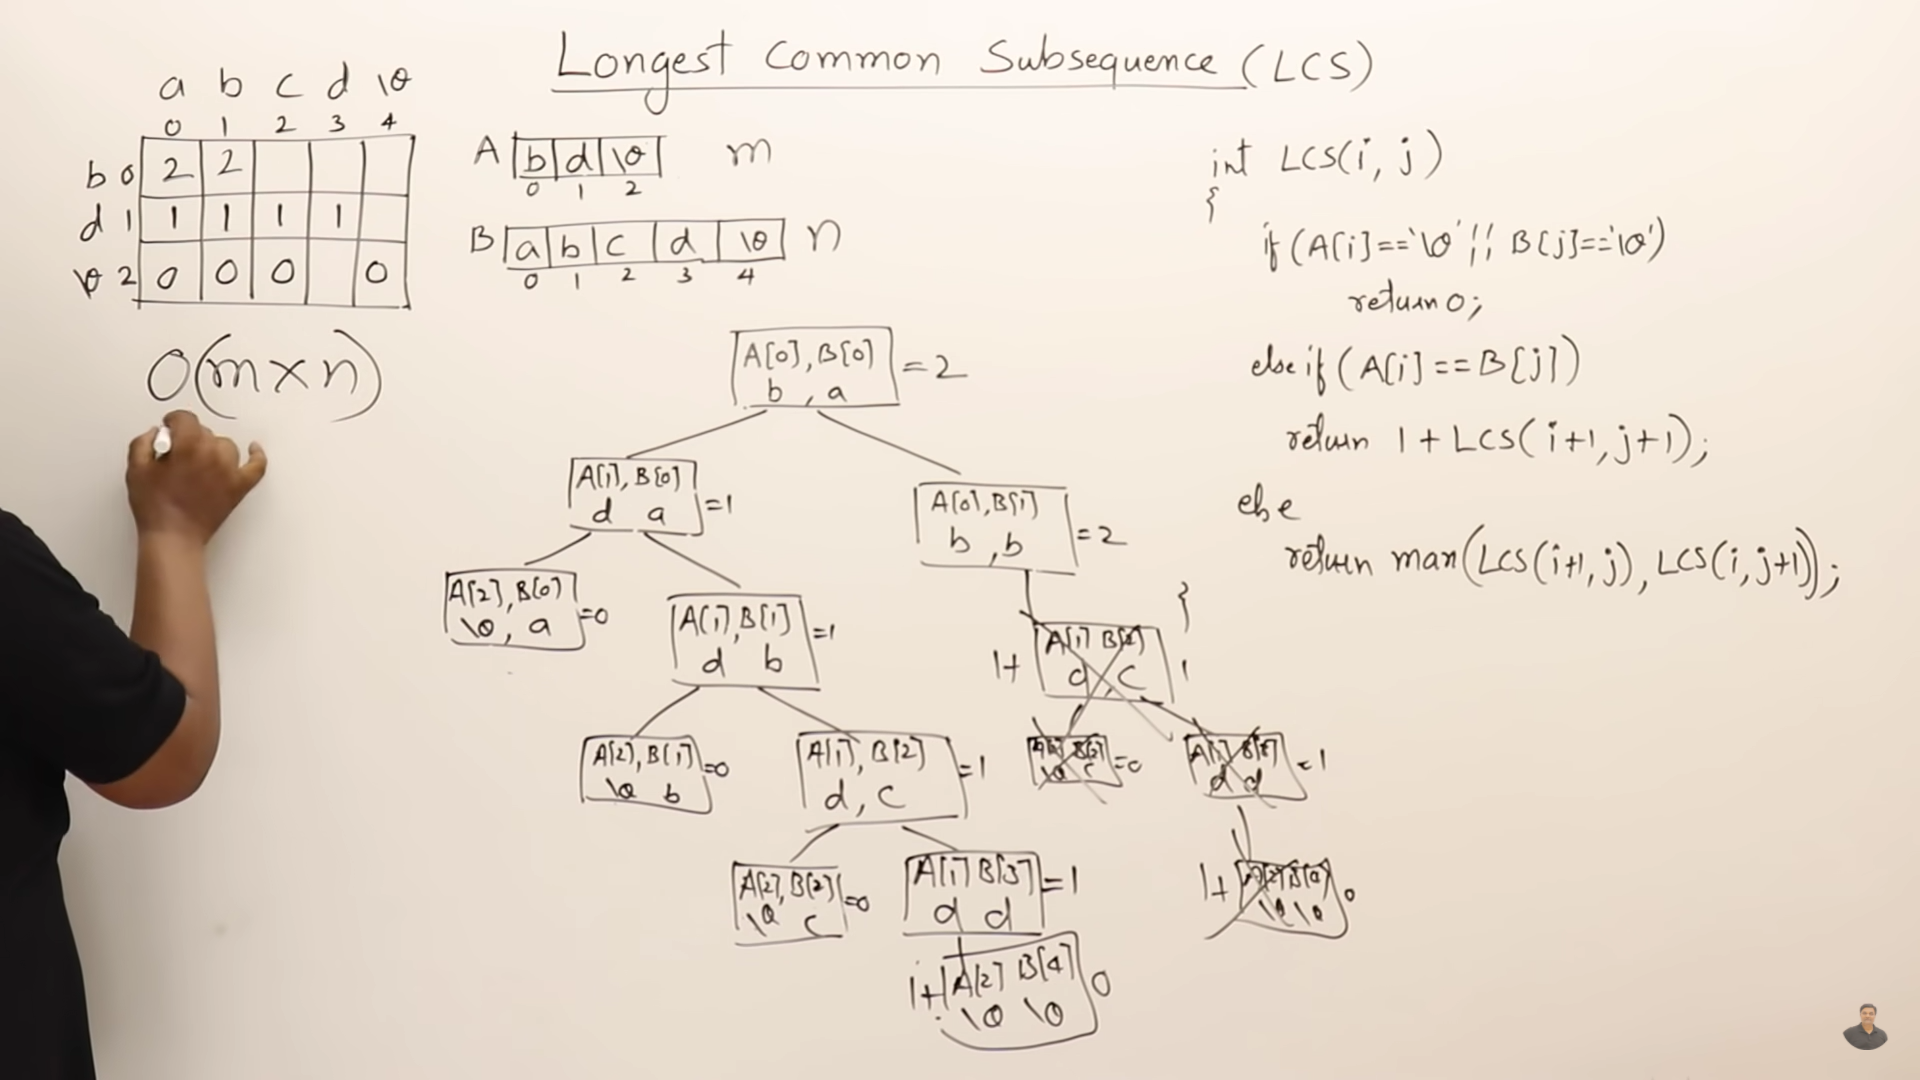 Longest Common Subsequence (LCS)
a b c d \0
0 1 2 3 4
b 0 2 2
d 1 1 1 1 1
\0 2 0 0 0 0
O(m×n)
A b d \0 m
0 1 2
B a b c d \0 n
0 1 2 3 4
int LCS(i, j)
{
if (A[i]=='\0' || B[j]=='\0')
return 0;
else if (A[i]==B[j])
return 1+LCS(i+1, j+1);
else
return max(LCS(i+1, j), LCS(i, j+1));
}
A[0], B[0] =2
b , a
A[1], B[0] =1
d a
A[0], B[1] =2
b , b
A[2], B[0] =0
\0, a
A[1], B[1] =1
d b
1+ A[1] B[2] 1
d, c
A[2], B[1] =0
\0 b
A[1], B[2] =1
d, c
A[2] B[2] =0
\0 c
A[1] B[3] =1
d d
A[2], B[2] =0
\0 c
A[1] B[3] =1
d d
1+ A[2] B[4] 0
\0 \0
1+ A[2] B[4] 0
\0 \0